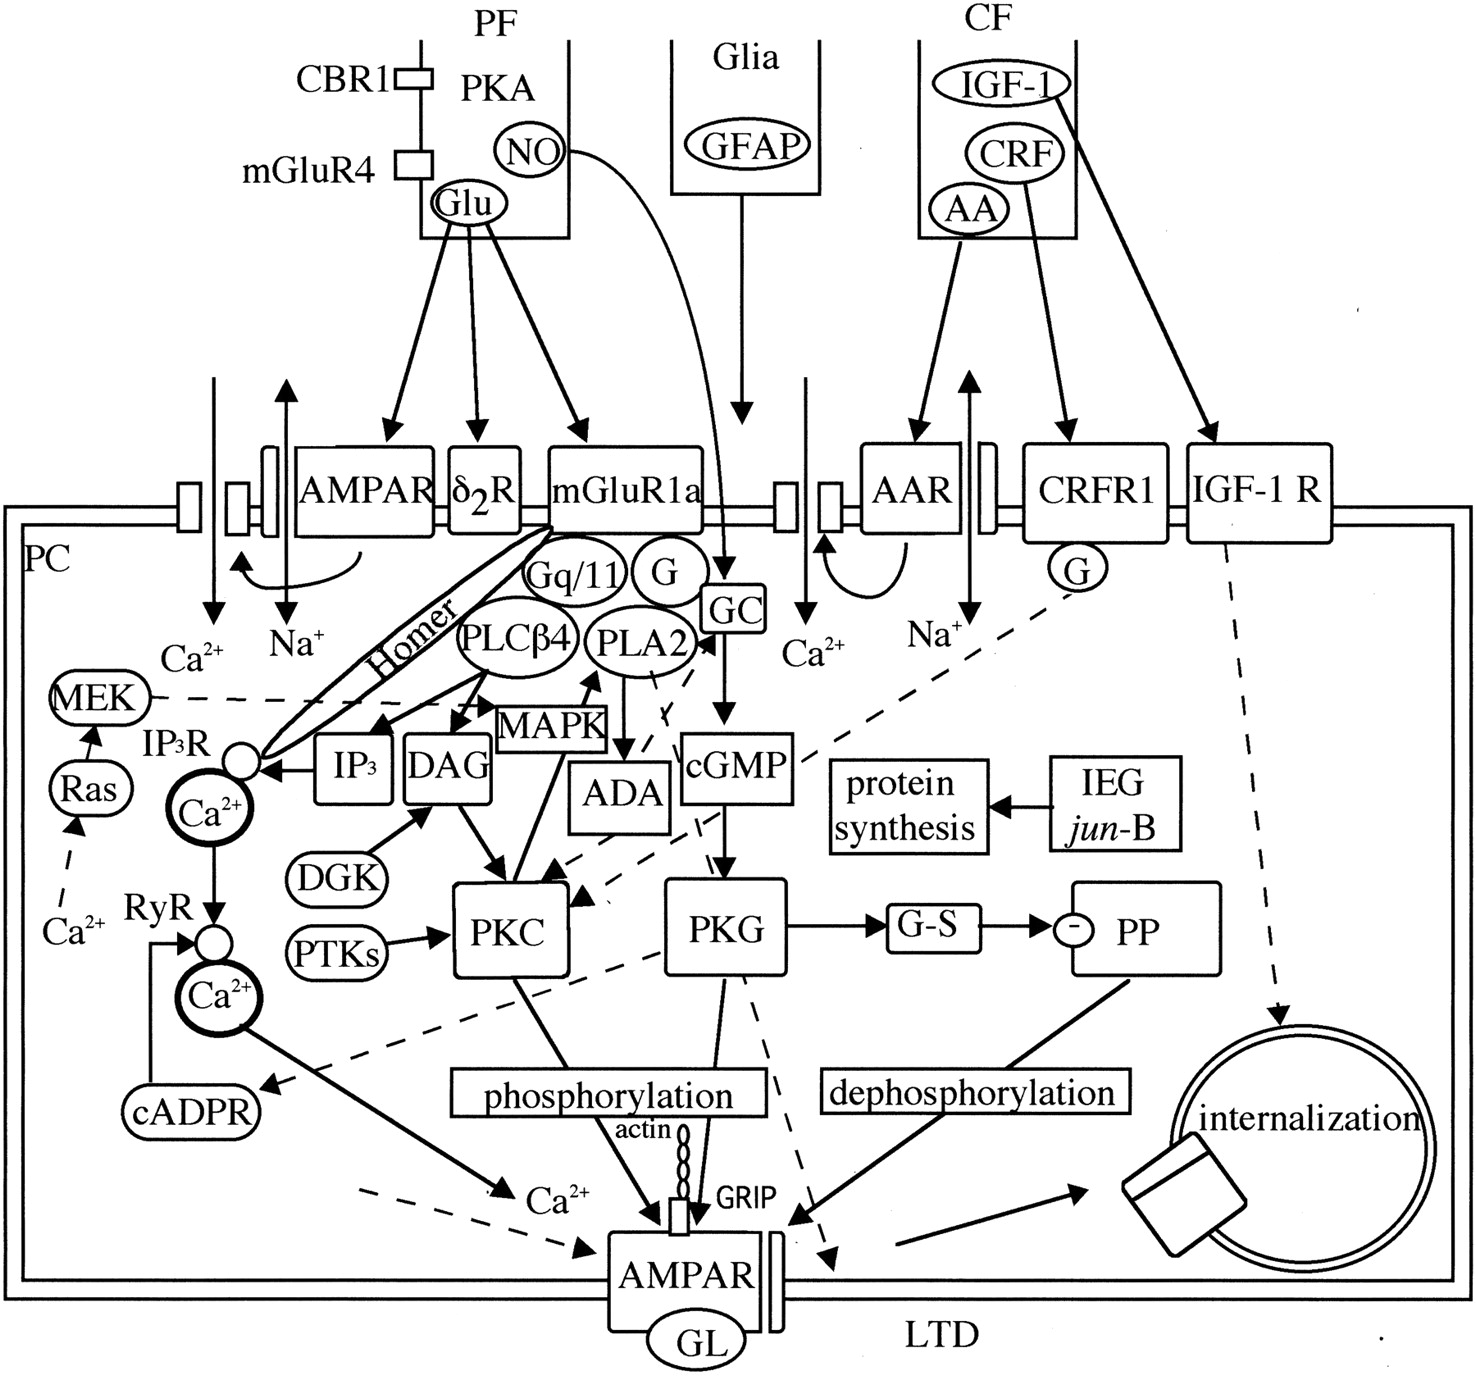 PF
CF
CBR1
PKA
Glia
IGF-1
NO
GFAP
CRF
mGluR4
Glu
AA
AMPAR
δ2R
mGluR1a
AAR
CRFR1
IGF-1 R
PC
Gq/11
G
G
GC
Homer
PLCβ4
PLA2
Ca2+
Na+
Ca2+
Na+
MEK
MAPK
IP3R
IP3
DAG
ADA
cGMP
Ras
Ca2+
protein
synthesis
IEG
jun-B
DGK
RyR
Ca2+
PTKs
PKC
PKG
G-S
-
PP
Ca2+
cADPR
phosphorylation
dephosphorylation
internalization
actin
Ca2+
GRIP
AMPAR
GL
LTD